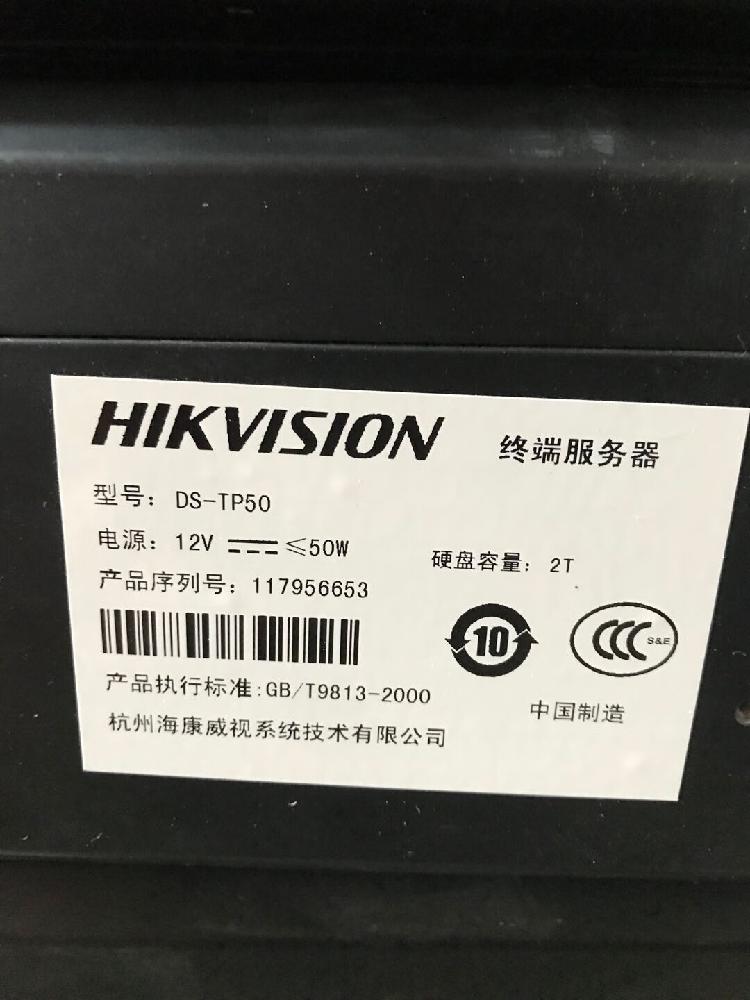 HIKVISION 终端服务器
型号: DS-TP50
电源: 12V ≤50W 硬盘容量: 2T
产品序列号: 117956653
10 CCC S&E
产品执行标准:GB/T9813-2000
中国制造
杭州海康威视系统技术有限公司